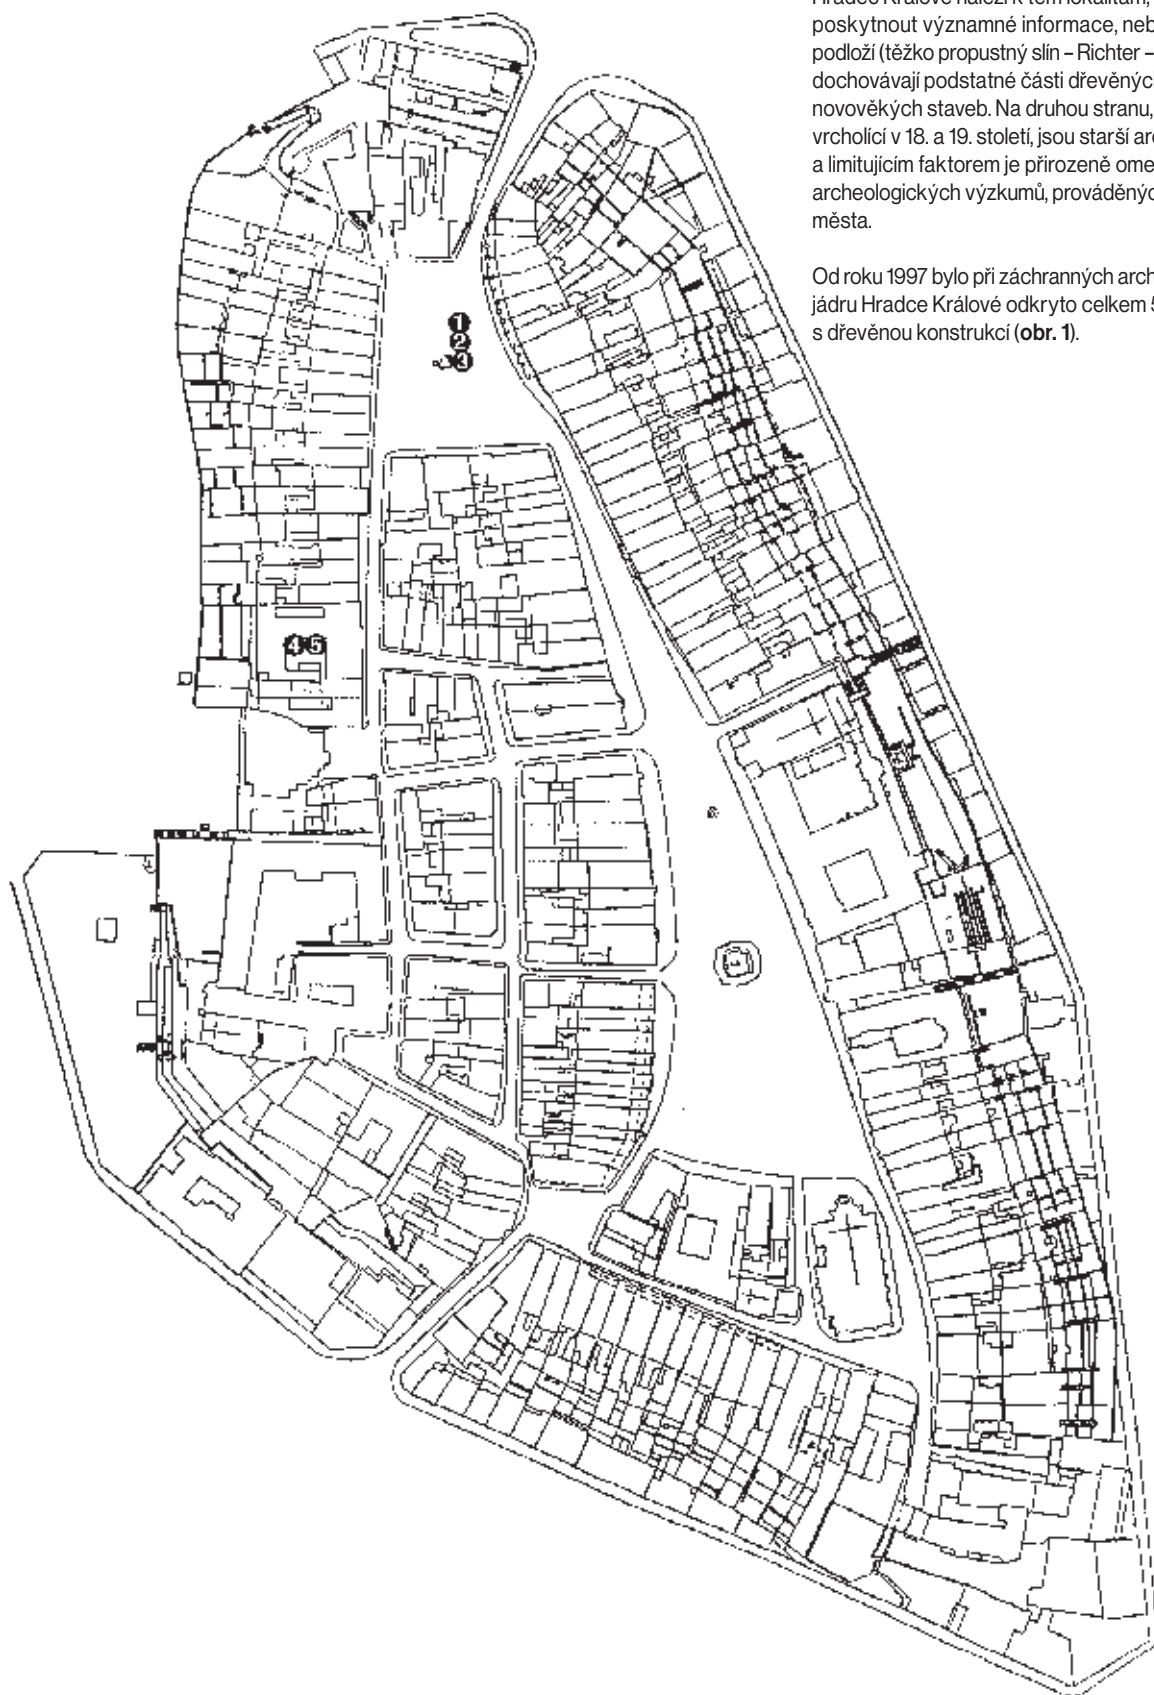 Hradec Králové náleží k těm lokalitám,
poskytnout významné informace, neb
podloží (těžko propustný slín – Richter –
dochovávají podstatné části dřevěných
novověkých staveb. Na druhou stranu,
vrcholící v 18. a 19. století, jsou starší ar
a limitujícím faktorem je přirozeně ome
archeologických výzkumů, prováděnýc
města.
Od roku 1997 bylo při záchranných arch
jádru Hradce Králové odkryto celkem 5
s dřevěnou konstrukcí (obr. 1).
1
2
3
4 5